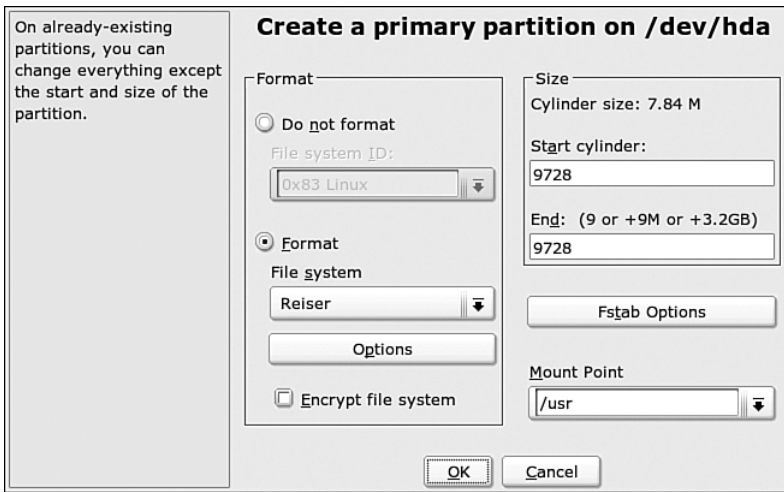 On already-existing
partitions, you can
change everything except
the start and size of the
partition.
Create a primary partition on /dev/hda
Format
Do not format
File system ID:
0x83 Linux
Format
File system
Reiser
Options
Encrypt file system
Size
Cylinder size: 7.84 M
Start cylinder:
9728
End: (9 or +9M or +3.2GB)
9728
Fstab Options
Mount Point
/usr
OK
Cancel